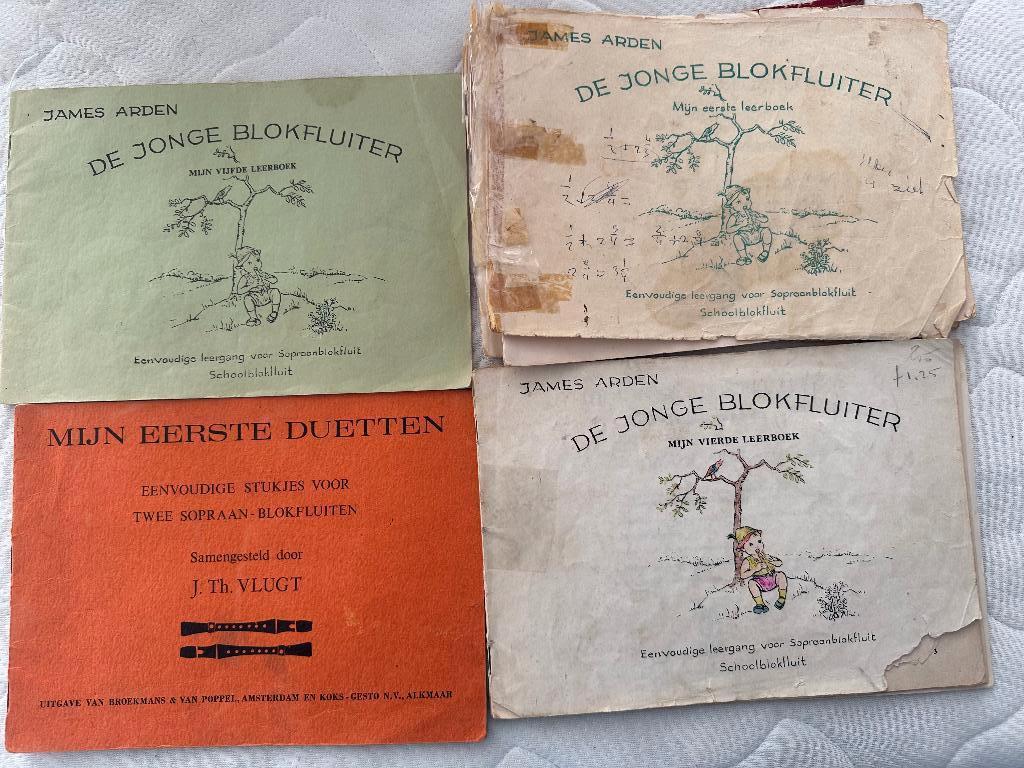 JAMES ARDEN
DE JONGE BLOKFLUITER
MIJN VIJFDE LEERBOEK
Eenvoudige leergang voor Sopraanblokfluit
Schoolblokfluit
JAMES ARDEN
DE JONGE BLOKFLUITER
Mijn eerste leerboek
Eenvoudige leergang voor Sopraanblokfluit
Schoolblokfluit
MIJN EERSTE DUETTEN
EENVOUDIGE STUKJES VOOR
TWEE SOPRAAN-BLOKFLUITEN
Samengesteld door
J. Th. VLUGT
UITGAVE VAN BROEKMANS & VAN POPPEL, AMSTERDAM EN KOKS-GESTO N.V., ALKMAAR
JAMES ARDEN
f 1.25
DE JONGE BLOKFLUITER
MIJN VIERDE LEERBOEK
Eenvoudige leergang voor Sopraanblokfluit
Schoolblokfluit
3